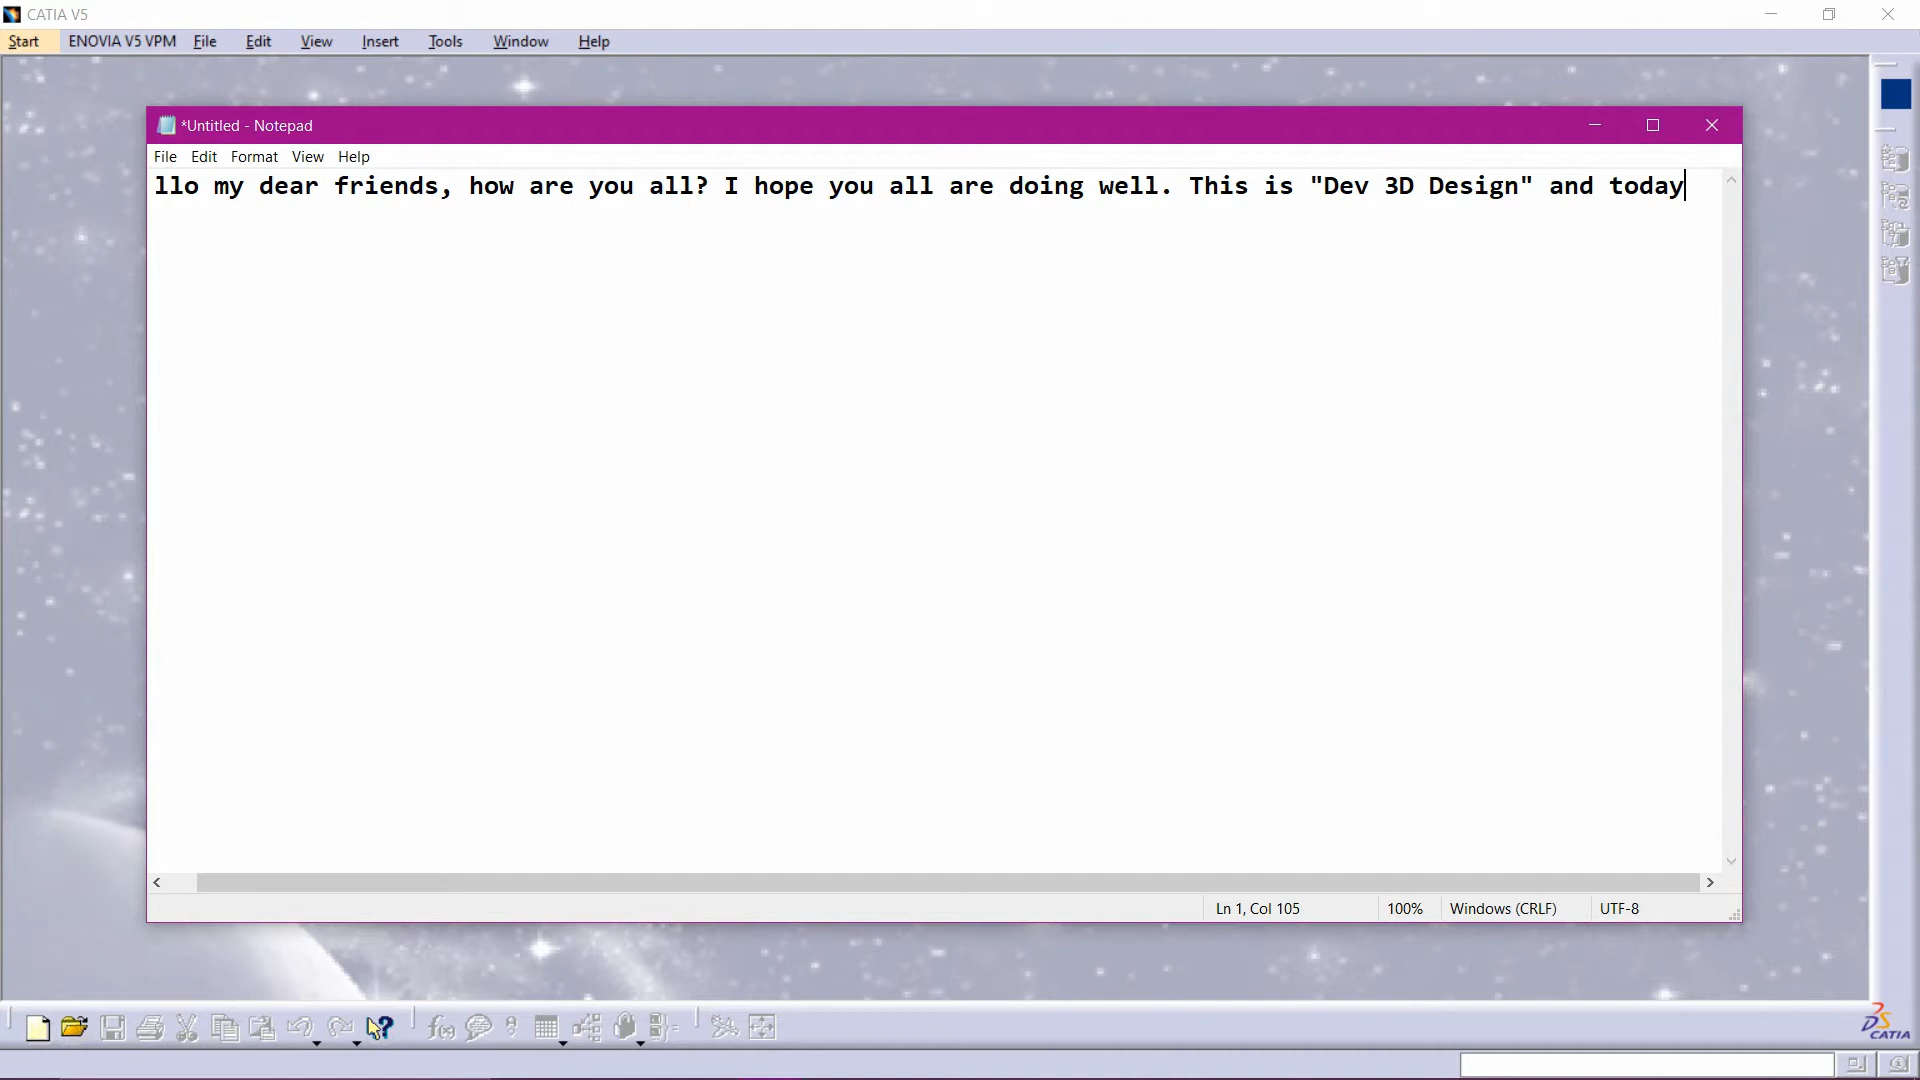 CATIA V5
Start ENOVIA V5 VPM File Edit View Insert Tools Window Help
*Untitled - Notepad
File Edit Format View Help
llo my dear friends, how are you all? I hope you all are doing well. This is "Dev 3D Design" and today
Ln 1, Col 105 100% Windows (CRLF) UTF-8
CATIA